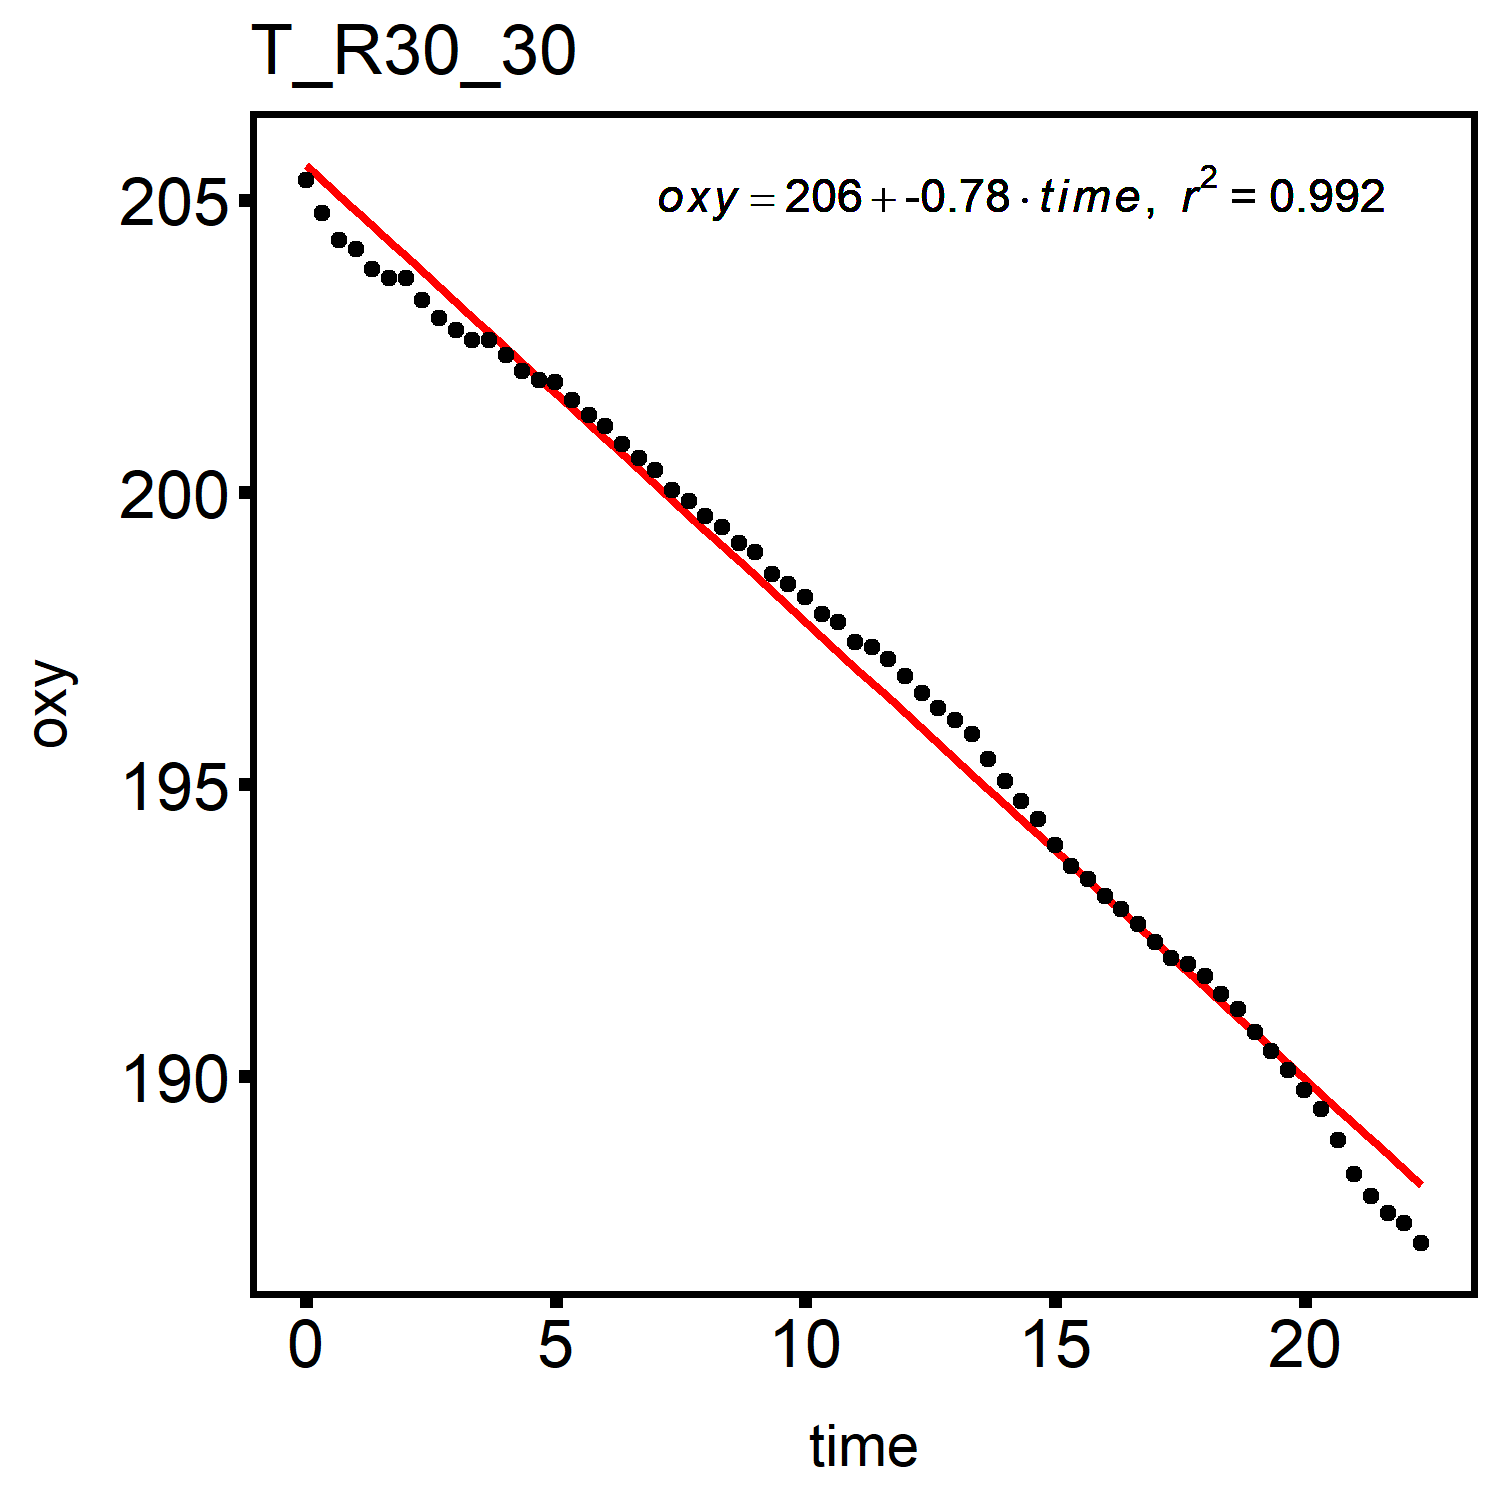 T_R30_30
oxy = 206 + -0.78 · time, r² = 0.992
205
200
195
190
oxy
0 5 10 15 20
time